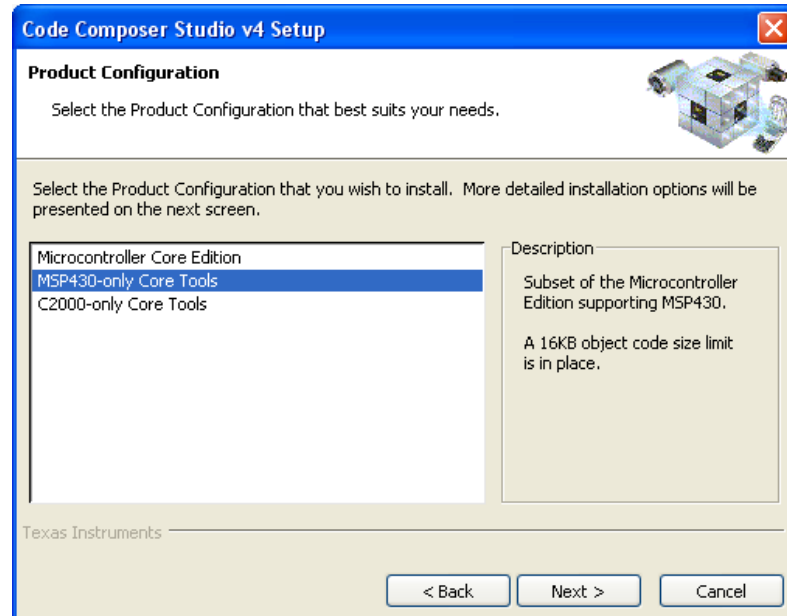 Code Composer Studio v4 Setup
Product Configuration
Select the Product Configuration that best suits your needs.
Select the Product Configuration that you wish to install.  More detailed installation options will be
presented on the next screen.
Microcontroller Core Edition
MSP430-only Core Tools
C2000-only Core Tools
Description
Subset of the Microcontroller
Edition supporting MSP430.
A 16KB object code size limit
is in place.
Texas Instruments
< Back
Next >
Cancel